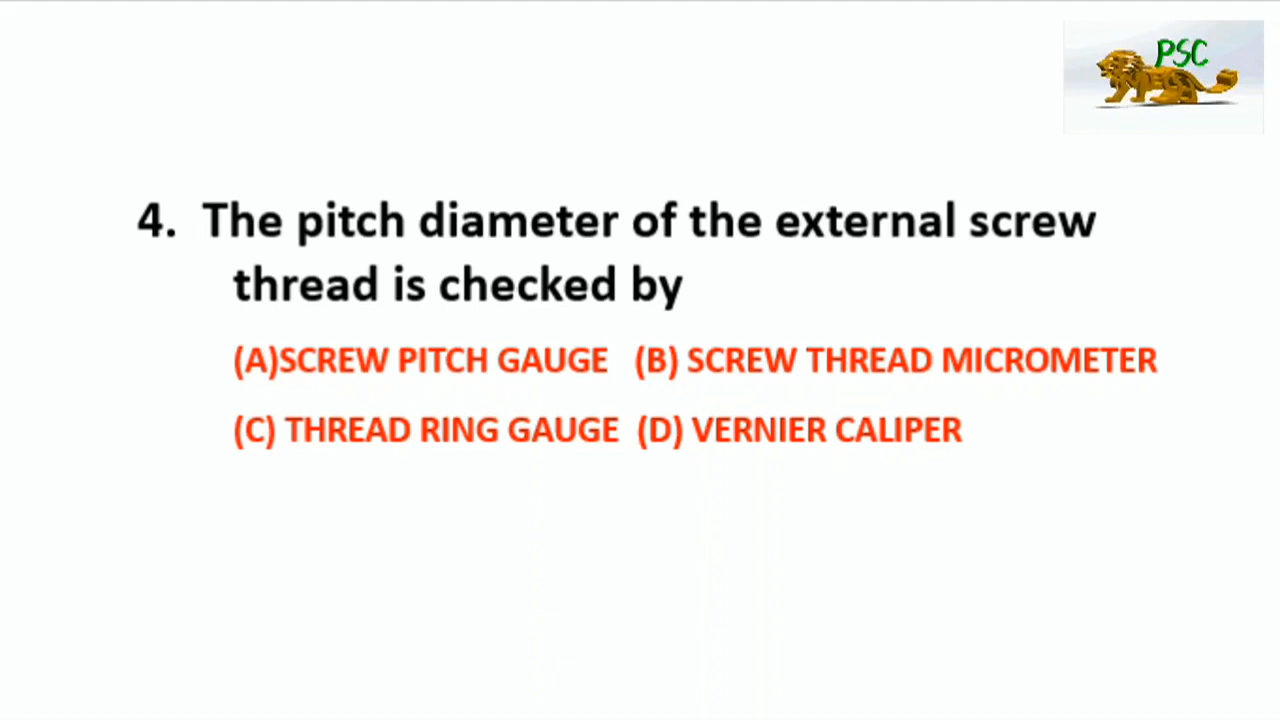 PSC
4. The pitch diameter of the external screw
thread is checked by
(A)SCREW PITCH GAUGE (B) SCREW THREAD MICROMETER
(C) THREAD RING GAUGE (D) VERNIER CALIPER